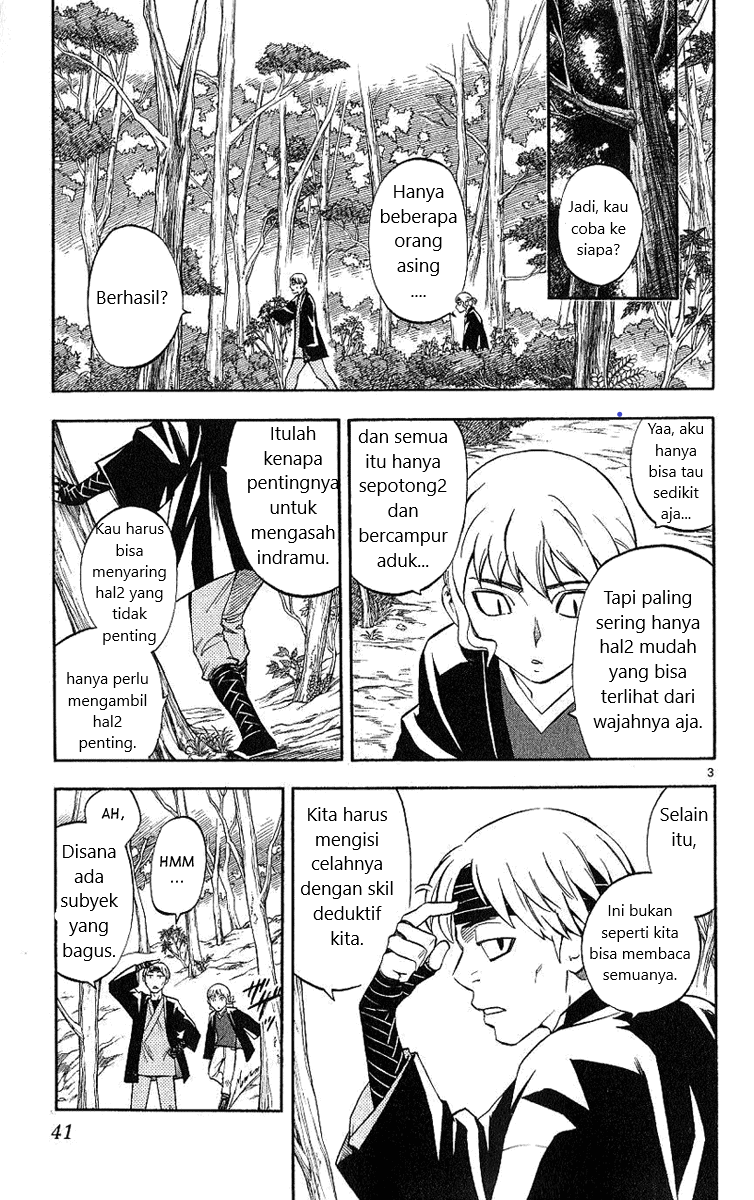 Jadi, kau
coba ke
siapa?
Hanya
beberapa
orang
asing
....
Berhasil?
Yaa, aku
hanya
bisa tau
sedikit
aja...
Tapi paling
sering hanya
hal2 mudah
yang bisa
terlihat dari
wajahnya aja.
dan semua
itu hanya
sepotong2
dan
bercampur
aduk...
Itulah
kenapa
pentingnya
untuk
mengasah
indramu.
Kau harus
bisa
menyaring
hal2 yang
tidak
penting
hanya perlu
mengambil
hal2
penting.
3
Selain
itu,
Ini bukan
seperti kita
bisa membaca
semuanya.
Kita harus
mengisi
celahnya
dengan skil
deduktif
kita.
HMM
...
AH,
Disana
ada
subyek
yang
bagus.
41